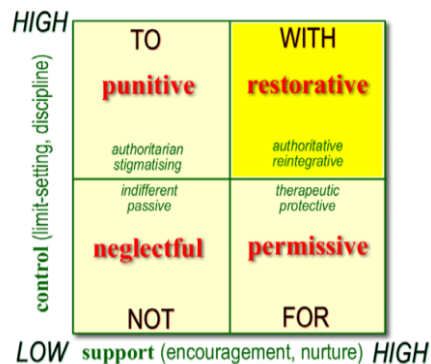 HIGH
TO
WITH
punitive
restorative
authoritarian
stigmatising
authoritative
reintegrative
indifferent
passive
therapeutic
protective
neglectful
permissive
NOT
FOR
control (limit-setting, discipline)
LOW support (encouragement, nurture) HIGH